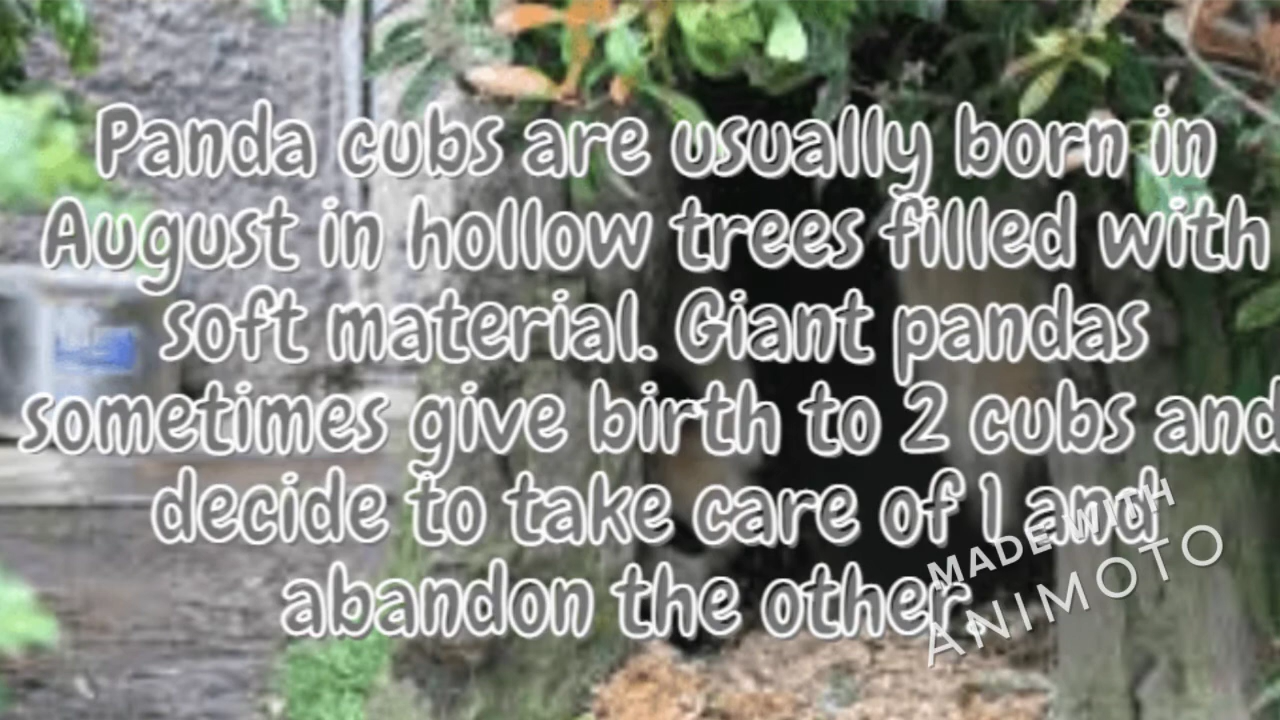 Panda cubs are usually born in
August in hollow trees filled with
soft material. Giant pandas
sometimes give birth to 2 cubs and
decide to take care of 1 and
abandon the other.
MADE WITH
ANIMOTO